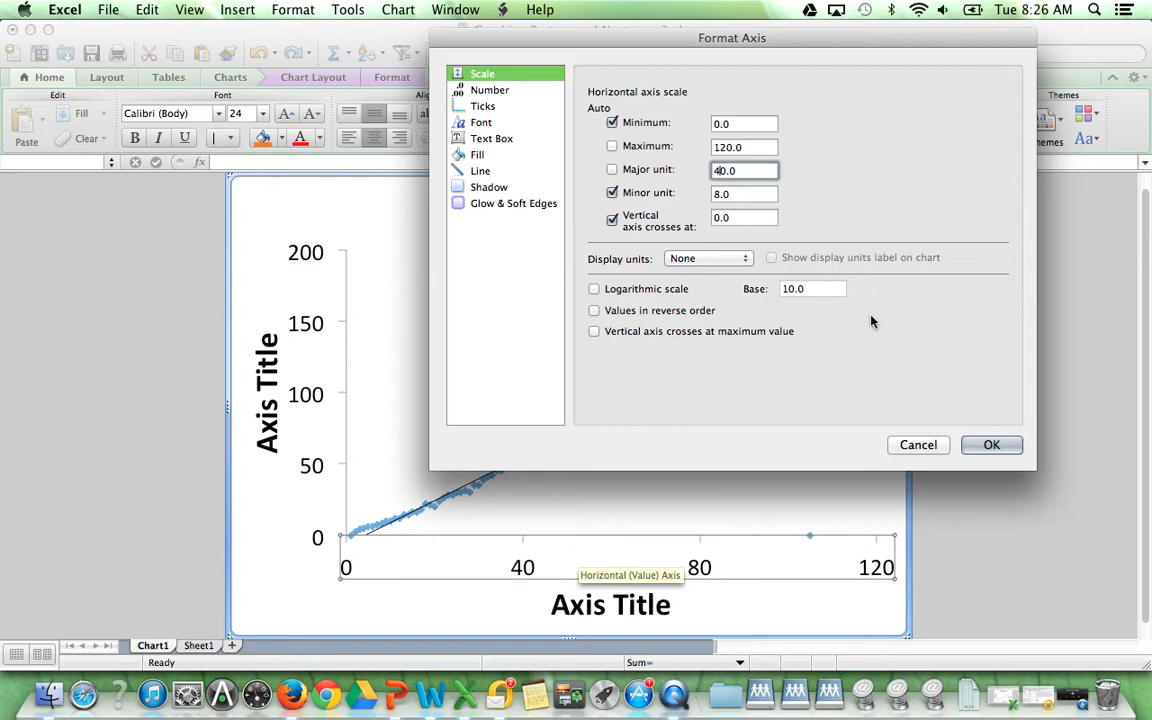 Excel File Edit View Insert Format Tools Chart Window Help Tue 8:26 AM
Format Axis
Home Layout Tables Charts Chart Layout Format
Edit Font
Paste Fill Clear Calibri (Body) 24 B I U
Themes
Scale
Number
Ticks
Font
Text Box
Fill
Line
Shadow
Glow & Soft Edges
Horizontal axis scale
Auto
Minimum: 0.0
Maximum: 120.0
Major unit: 40.0
Minor unit: 8.0
Vertical
axis crosses at: 0.0
Display units: None Show display units label on chart
Logarithmic scale Base: 10.0
Values in reverse order
Vertical axis crosses at maximum value
Cancel OK
200
150
100
50
0
Axis Title
0 40 80 120
Horizontal (Value) Axis
Axis Title
Chart1 Sheet1
Ready Sum=